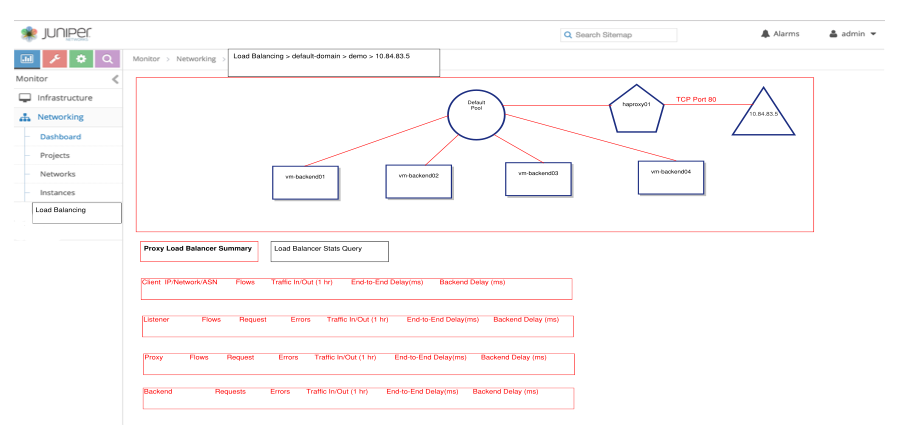 JUNIPER
NETWORKS
Search Sitemap
Alarms
admin
Monitor > Networking >
Load Balancing > default-domain > demo > 10.84.83.5
Monitor
Infrastructure
Networking
Dashboard
Projects
Networks
Instances
Load Balancing
Default
Pool
haproxy01
TCP Port 80
10.84.83.5
vm-backend01
vm-backend02
vm-backend03
vm-backend04
Proxy Load Balancer Summary
Load Balancer Stats Query
Client IP/Network/ASN Flows Traffic In/Out (1 hr) End-to-End Delay(ms) Backend Delay (ms)
Listener Flows Request Errors Traffic In/Out (1 hr) End-to-End Delay(ms) Backend Delay (ms)
Proxy Flows Request Errors Traffic In/Out (1 hr) End-to-End Delay(ms) Backend Delay (ms)
Backend Requests Errors Traffic In/Out (1 hr) End-to-End Delay(ms) Backend Delay (ms)